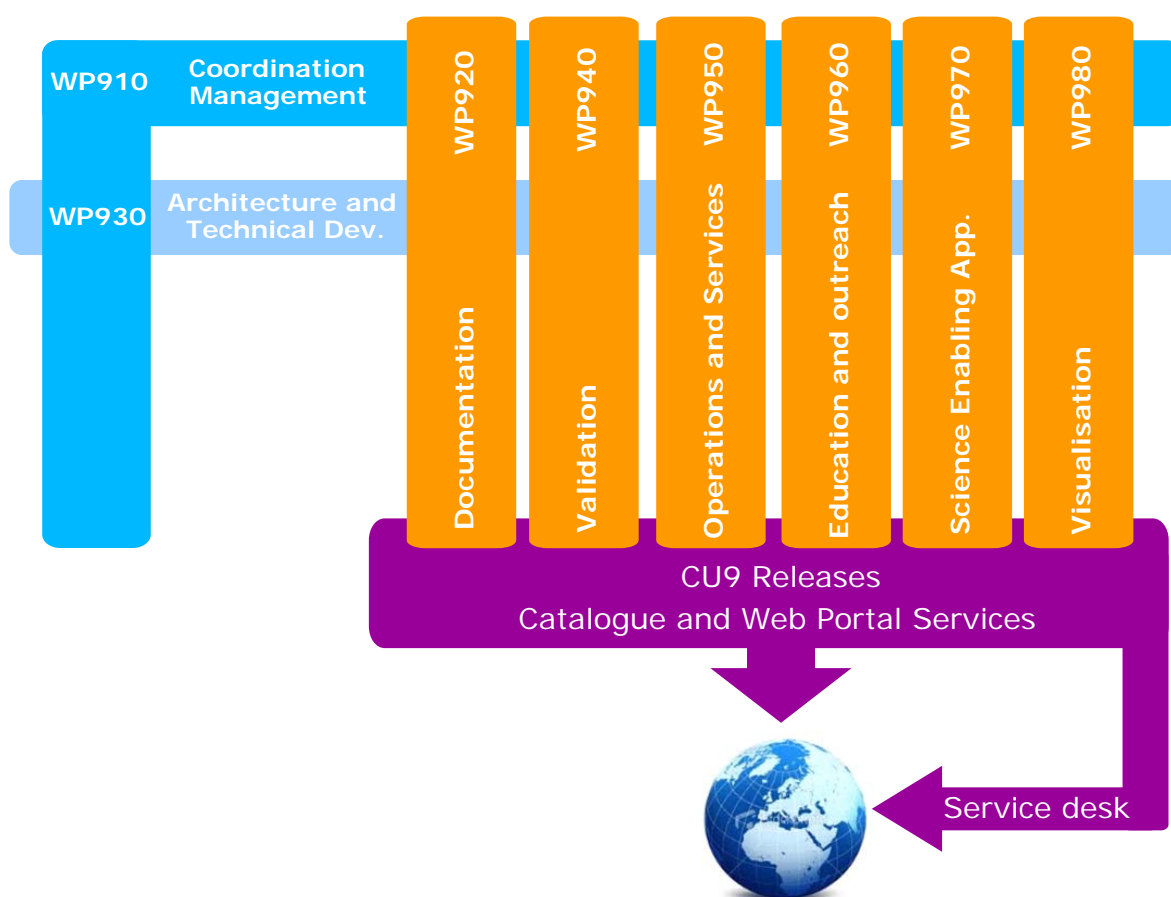 WP910
Coordination
Management
WP930
Architecture and
Technical Dev.
WP920
Documentation
WP940
Validation
WP950
Operations and Services
WP960
Education and outreach
WP970
Science Enabling App.
WP980
Visualisation
CU9 Releases
Catalogue and Web Portal Services
Service desk